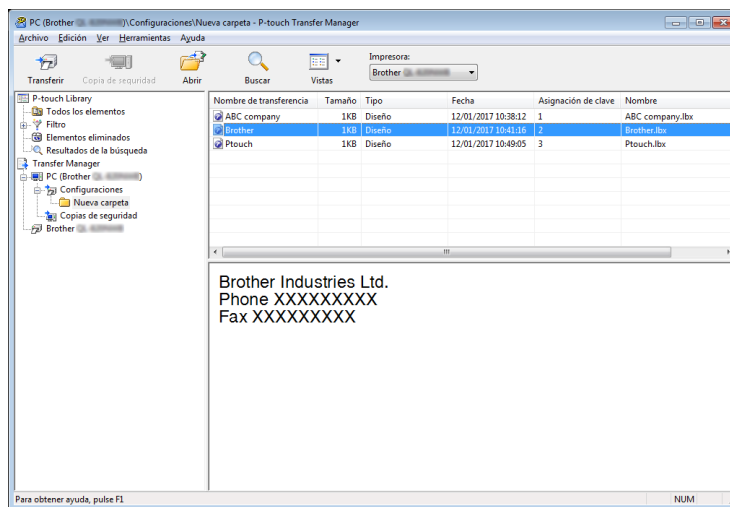 PC (Brother )\Configuraciones\Nueva carpeta - P-touch Transfer Manager
Archivo Edición Ver Herramientas Ayuda
Impresora:
Brother
Transferir Copia de seguridad Abrir Buscar Vistas
P-touch Library
Todos los elementos
Filtro
Elementos eliminados
Resultados de la búsqueda
Transfer Manager
PC (Brother )
Configuraciones
Nueva carpeta
Copias de seguridad
Brother
Nombre de transferencia Tamaño Tipo Fecha Asignación de clave Nombre
ABC company 1KB Diseño 12/01/2017 10:38:12 1 ABC company.lbx
Brother 1KB Diseño 12/01/2017 10:41:16 2 Brother.lbx
Ptouch 1KB Diseño 12/01/2017 10:49:05 3 Ptouch.lbx
Brother Industries Ltd.
Phone XXXXXXXXX
Fax XXXXXXXXX
Para obtener ayuda, pulse F1
NUM